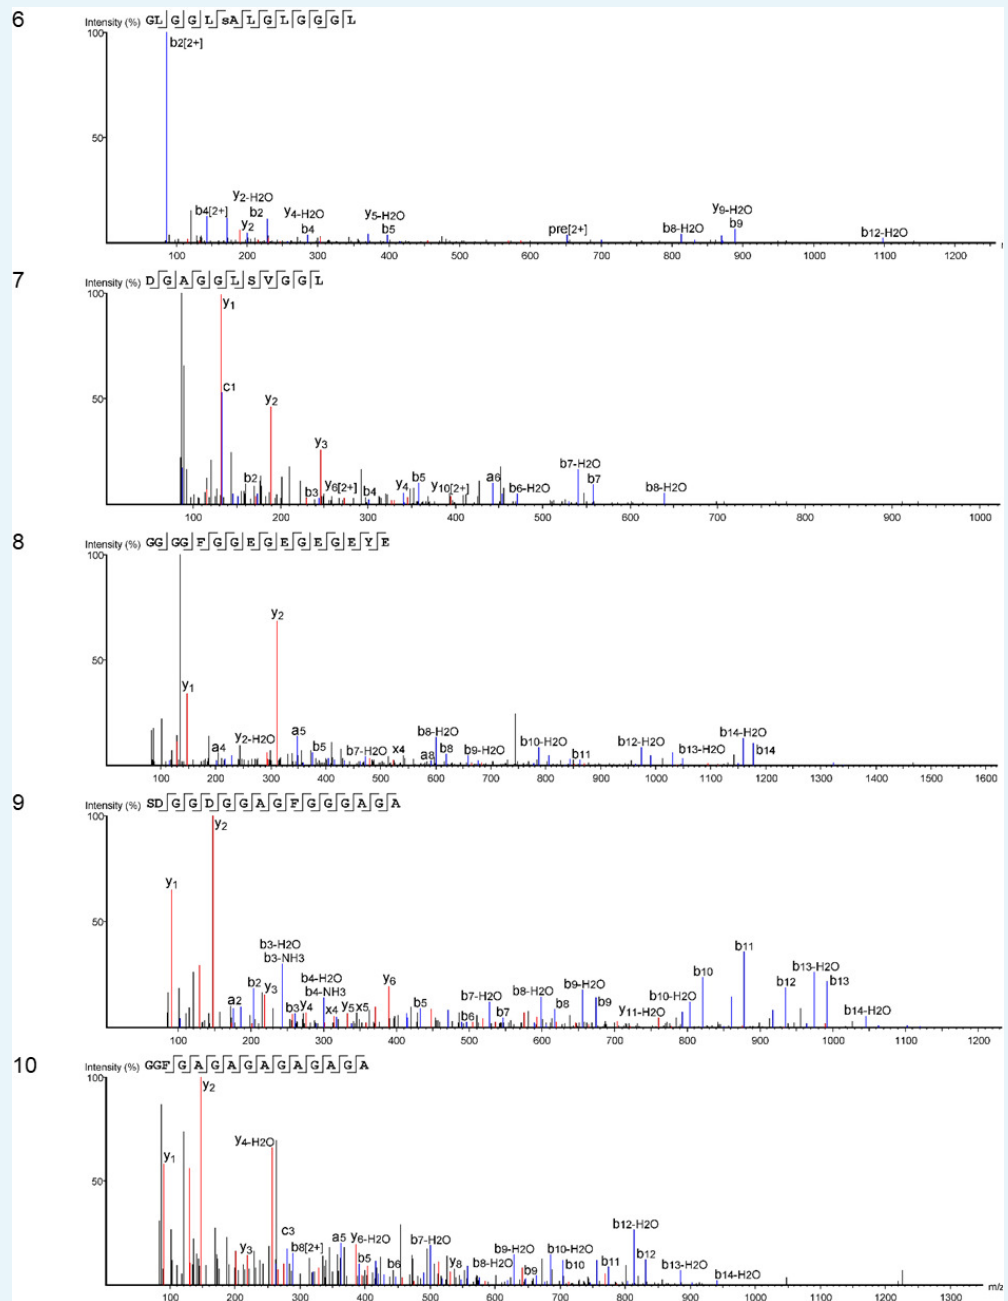 6
Intensity (%) GLGGLsALGLGGGL
100
50
b2[2+]
b4[2+]
y2-H2O
b2
y2
y4-H2O
b4
y5-H2O
b5
pre[2+]
b8-H2O
y9-H2O
b9
b12-H2O
100 200 300 400 500 600 700 800 900 1000 1100 1200
7
Intensity (%) DGAGGLSVGGL
100
50
y1
c1
y2
y3
b2
b3
y6[2+]
b4
y4
b5
y10[2+]
a6
b6-H2O
b7-H2O
b7
b8-H2O
100 200 300 400 500 600 700 800 900 1000
8
Intensity (%) GGGGFGGEGEGEGEYE
100
50
y1
y2
a4
y2-H2O
a5
b5
b7-H2O
x4
a8
b8-H2O
b8
b9-H2O
b10-H2O
b11
b12-H2O
b13-H2O
b14-H2O
b14
100 200 300 400 500 600 700 800 900 1000 1100 1200 1300 1400 1500 1600
9
Intensity (%) SDGGDGGAGFGGGAGA
100
50
y1
y2
a2
b2
y3
b3-H2O
b3-NH3
b3
y4
b4-H2O
b4-NH3
x4
y5
x5
y6
b5
b6
b7-H2O
b7
b8-H2O
b8
b9-H2O
b9
y11-H2O
b10-H2O
b10
b11
b12
b13-H2O
b13
b14-H2O
100 200 300 400 500 600 700 800 900 1000 1100 1200
10
Intensity (%) GGFGAGAGAGAGAGA
100
50
y1
y2
y3
y4-H2O
c3
b8[2+]
a5
y6-H2O
b5
b6
b7-H2O
y8
b8-H2O
b9-H2O
b9
b10-H2O
b10
b11
b12-H2O
b12
b13-H2O
b14-H2O
100 200 300 400 500 600 700 800 900 1000 1100 1200 1300
m/z